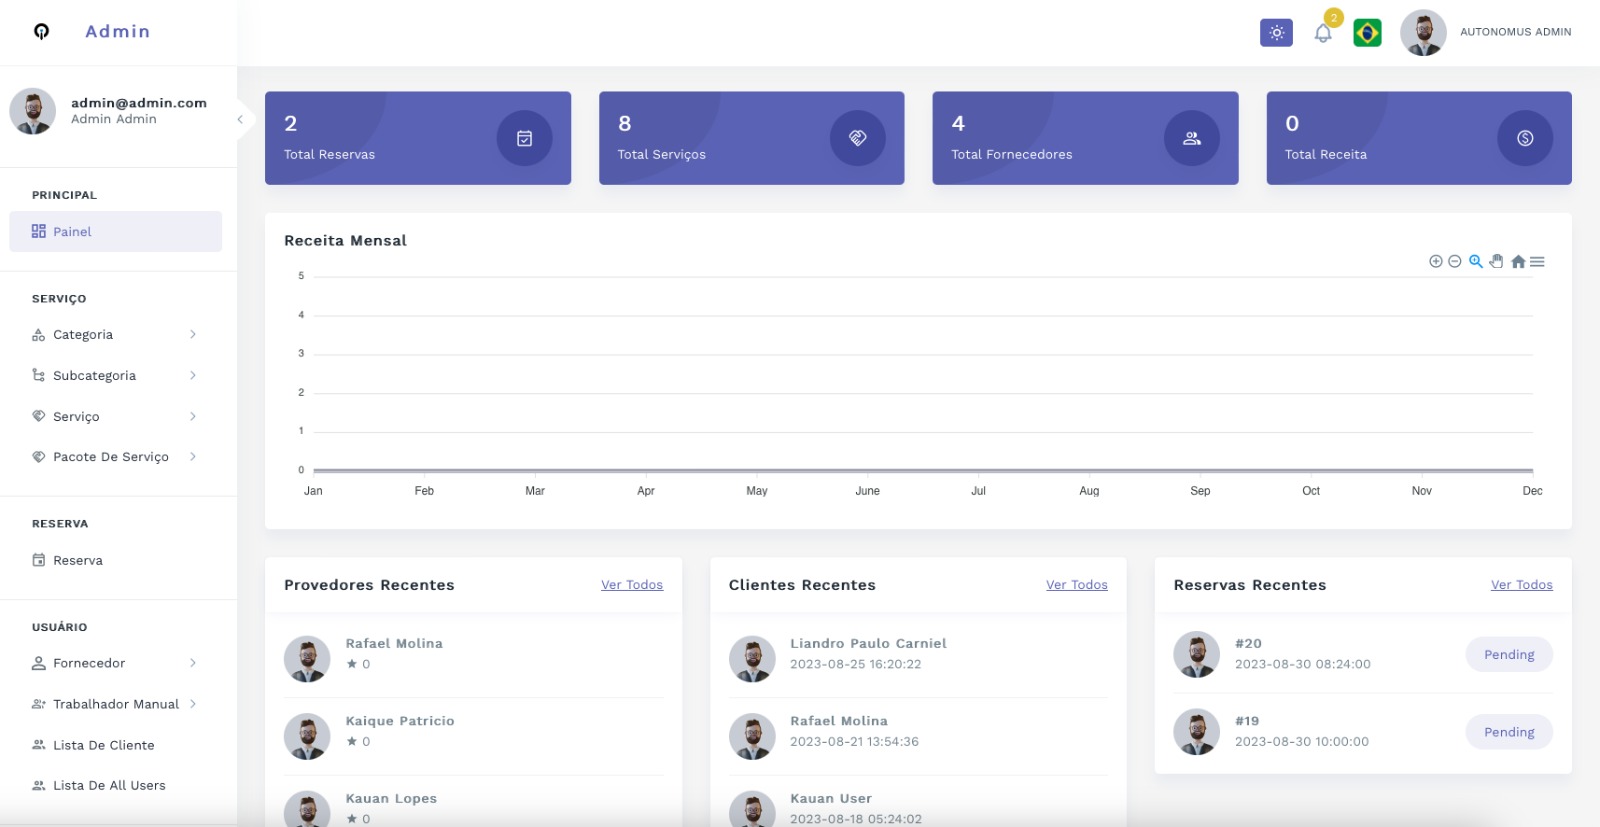 Admin
2
AUTONOMUS ADMIN
admin@admin.com
Admin Admin
PRINCIPAL
Painel
SERVIÇO
Categoria
Subcategoria
Serviço
Pacote De Serviço
RESERVA
Reserva
USUÁRIO
Fornecedor
Trabalhador Manual
Lista De Cliente
Lista De All Users
2
Total Reservas
8
Total Serviços
4
Total Fornecedores
0
Total Receita
Receita Mensal
5
4
3
2
1
0
Jan Feb Mar Apr May June Jul Aug Sep Oct Nov Dec
Provedores Recentes Ver Todos
Rafael Molina
★ 0
Kaique Patricio
★ 0
Kauan Lopes
★ 0
Clientes Recentes Ver Todos
Liandro Paulo Carniel
2023-08-25 16:20:22
Rafael Molina
2023-08-21 13:54:36
Kauan User
2023-08-18 05:24:02
Reservas Recentes Ver Todos
#20
2023-08-30 08:24:00
Pending
#19
2023-08-30 10:00:00
Pending